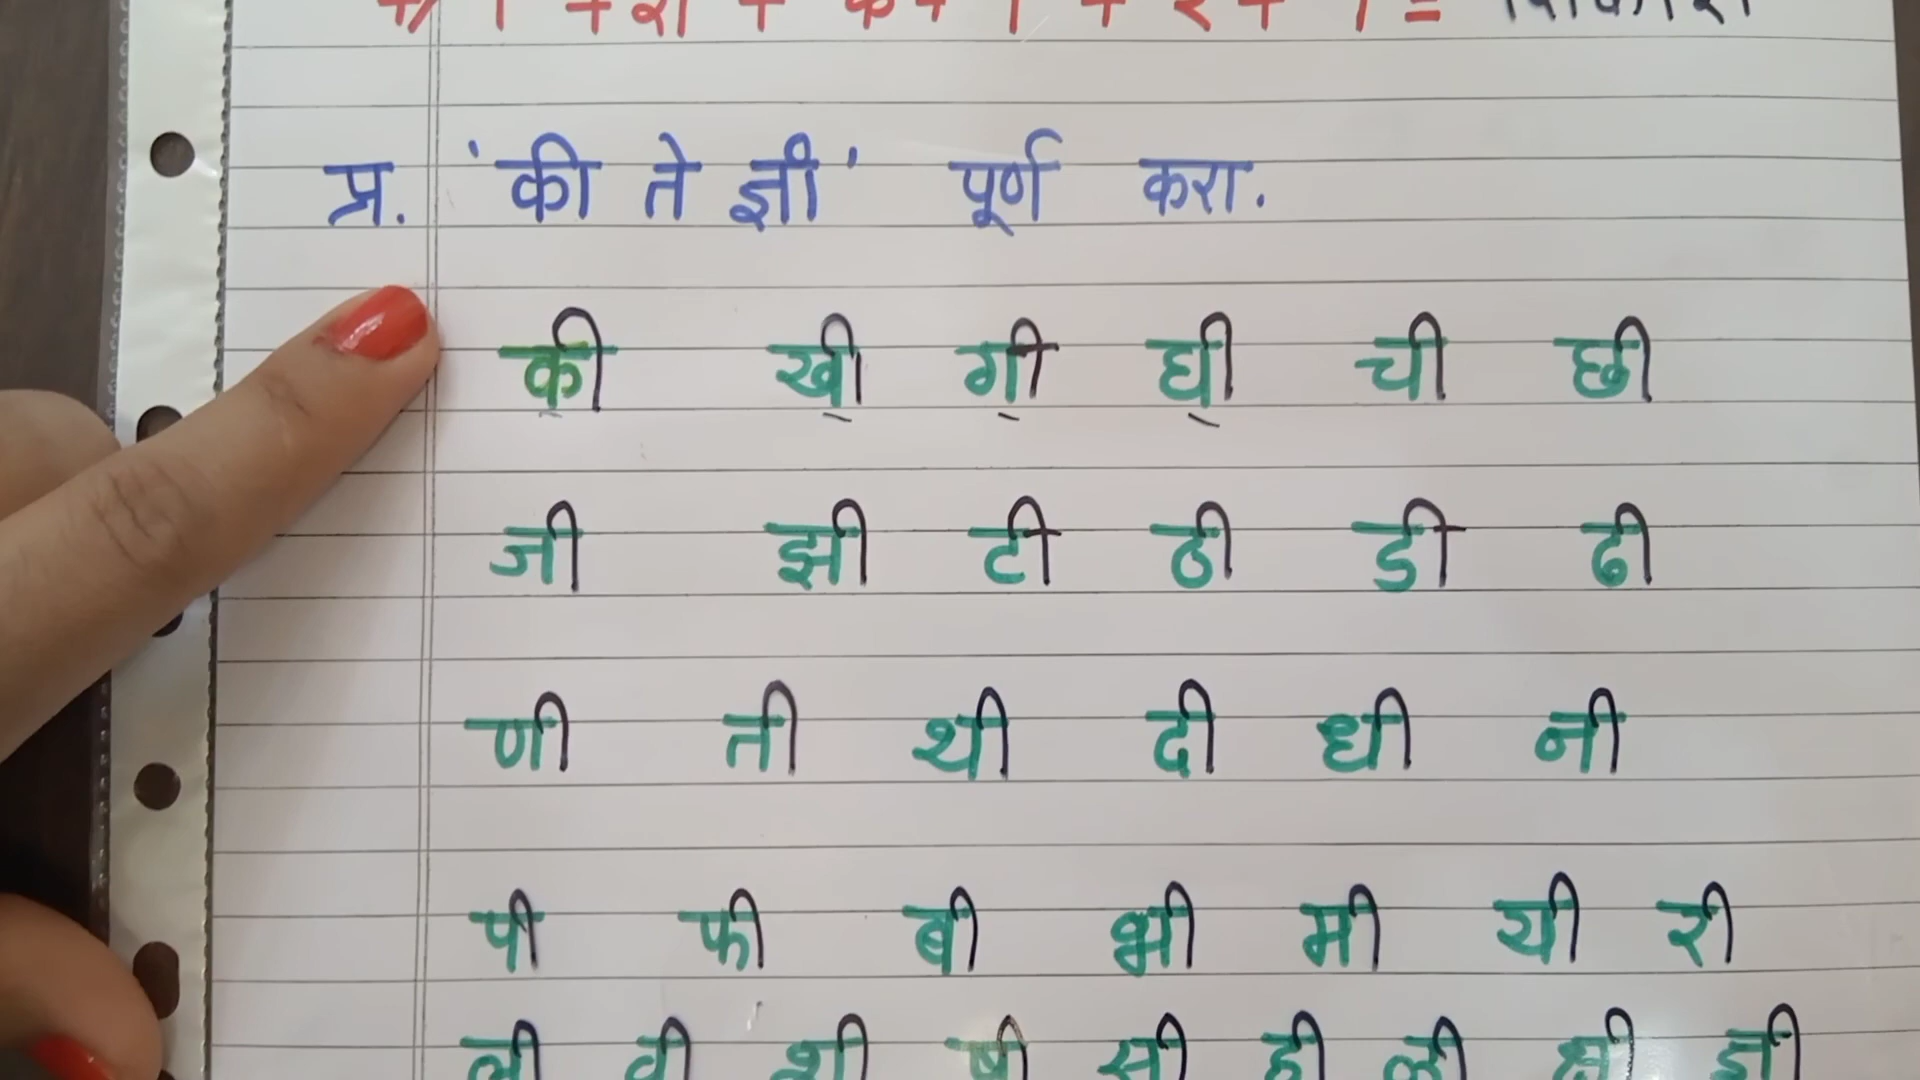 प्र. 'की ते ज्ञी' पूर्ण करा.
की खी गी घी ची छी
जी झी टी ठी डी ढी
णी ती थी दी धी नी
पी फी बी भी मी यी री
ली वी शी षी सी ही ळी क्षी ज्ञी